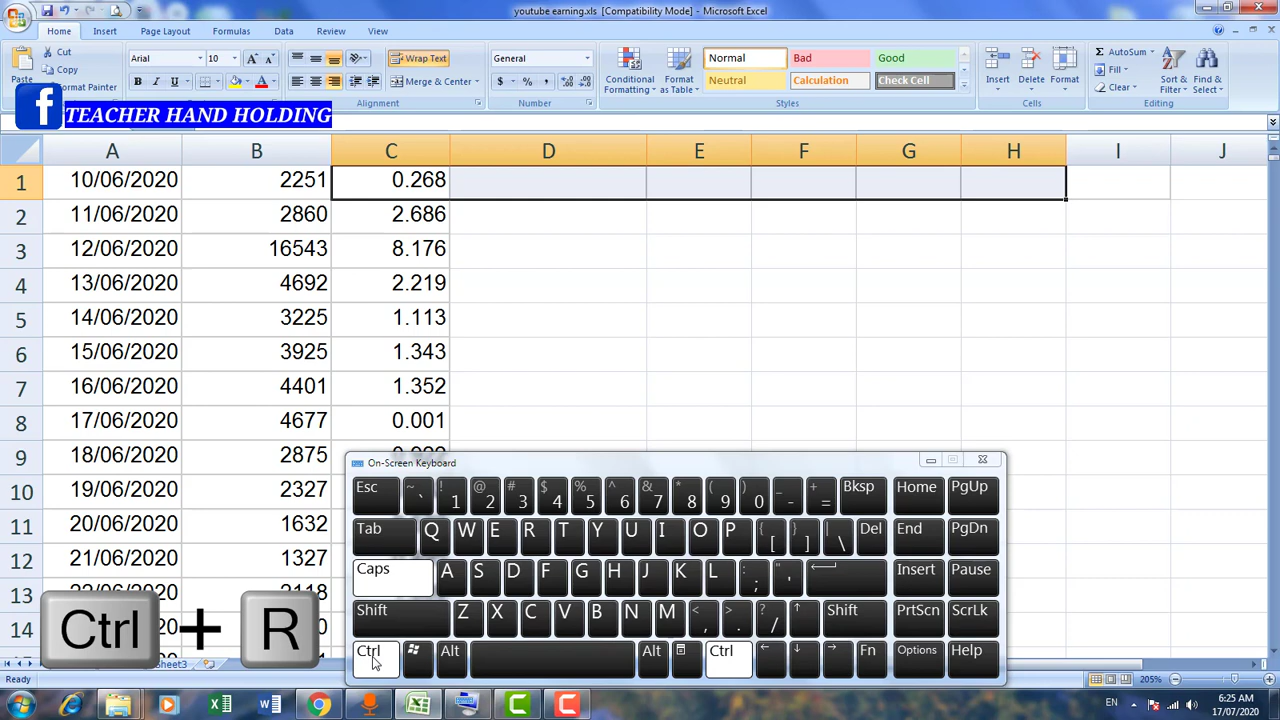 youtube earning.xls [Compatibility Mode] - Microsoft Excel
Home Insert Page Layout Formulas Data Review View
Cut
Copy
Format Painter
Paste
Arial 10
B I U
Wrap Text
Merge & Center
Alignment
General
$ % ,
Number
Conditional Formatting
Format as Table
Normal Bad Good
Neutral Calculation Check Cell
Styles
Insert Delete Format
Cells
AutoSum
Fill
Sort & Filter
Find & Select
Editing
f TEACHER HAND HOLDING
A B C D E F G H I J
1 10/06/2020 2251 0.268
2 11/06/2020 2860 2.686
3 12/06/2020 16543 8.176
4 13/06/2020 4692 2.219
5 14/06/2020 3225 1.113
6 15/06/2020 3925 1.343
7 16/06/2020 4401 1.352
8 17/06/2020 4677 0.001
9 18/06/2020 2875
10 19/06/2020 2327
11 20/06/2020 1632
12 21/06/2020 1327
13 22/06/2020 2118
14
On-Screen Keyboard
Esc ~ ` ! 1 @ 2 # 3 $ 4 % 5 ^ 6 & 7 * 8 ( 9 ) 0 _ - + = Bksp Home PgUp
Tab Q W E R T Y U I O P { [ } ] | \ Del End PgDn
Caps A S D F G H J K L : ; " ' Insert Pause
Shift Z X C V B N M < , > . ? / ↑ Shift PrtScn ScrLk
Ctrl Alt Alt Ctrl ← ↓ → Fn Options Help
Ctrl + R
Sheet3
Ready
205%
EN
6:25 AM
17/07/2020